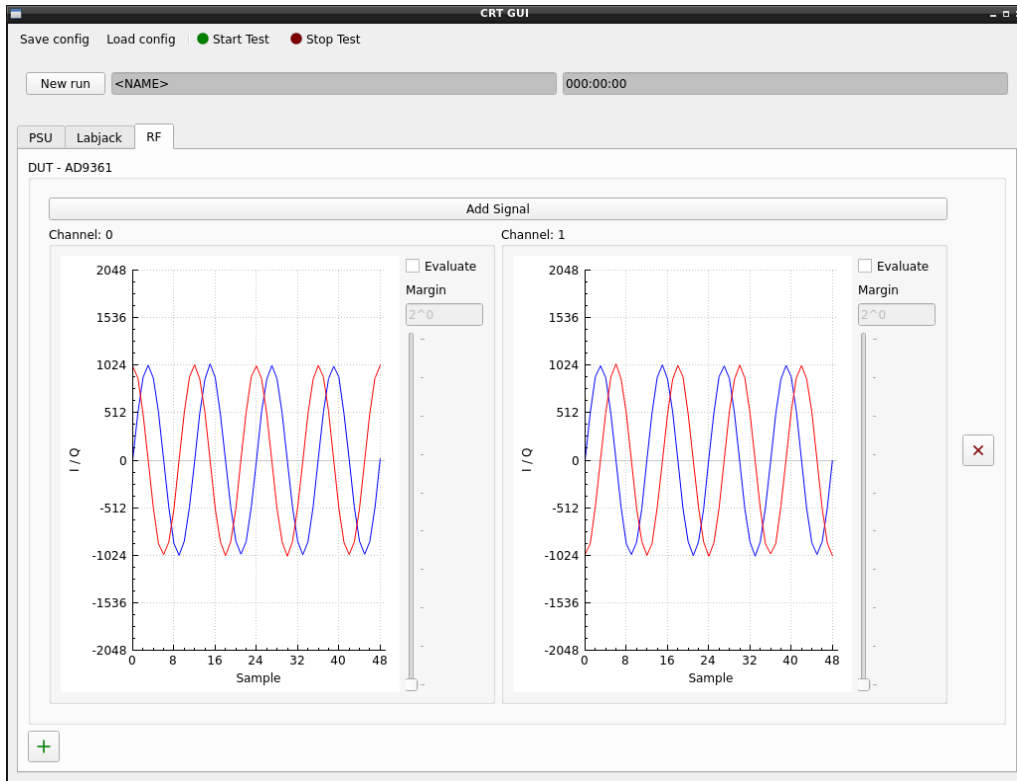 CRT GUI
Save config Load config Start Test Stop Test
New run <NAME> 000:00:00
PSU Labjack RF
DUT - AD9361
Add Signal
Channel: 0
Evaluate
Margin
2^0
I / Q
2048
1536
1024
512
0
-512
-1024
-1536
-2048
0 8 16 24 32 40 48
Sample
Channel: 1
Evaluate
Margin
2^0
I / Q
2048
1536
1024
512
0
-512
-1024
-1536
-2048
0 8 16 24 32 40 48
Sample